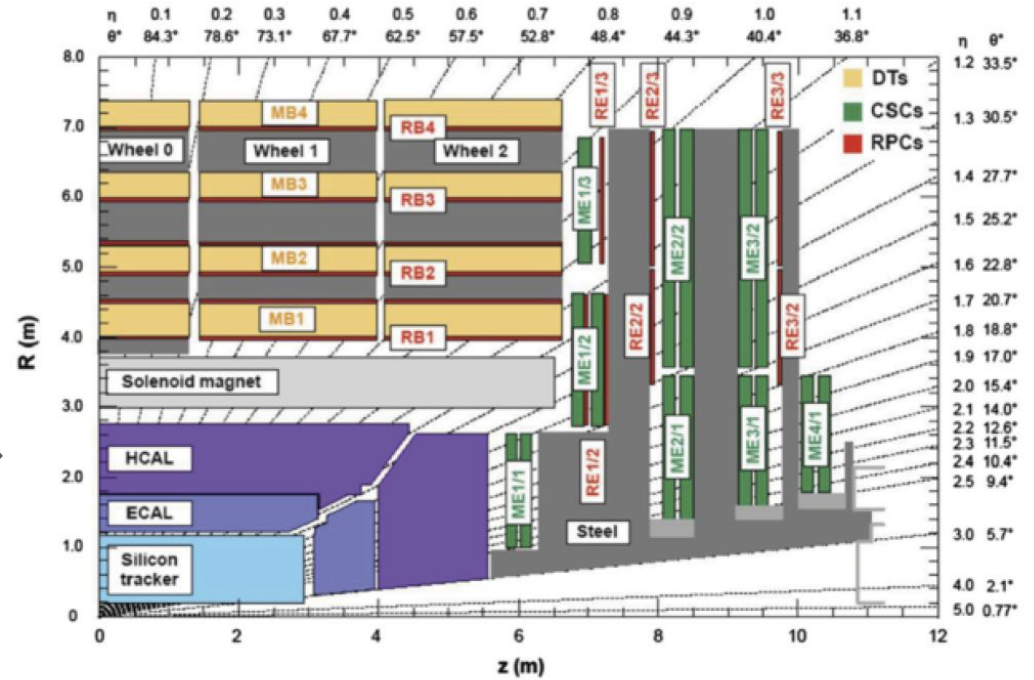 η 0.1 0.2 0.3 0.4 0.5 0.6 0.7 0.8 0.9 1.0 1.1
θ° 84.3° 78.6° 73.1° 67.7° 62.5° 57.5° 52.8° 48.4° 44.3° 40.4° 36.8° η θ°
8.0
1.2 33.5°
DTs
CSCs
RPCs
RE1/3
RE2/3
RE3/3
MB4
7.0
RB4
1.3 30.5°
Wheel 0
Wheel 1
Wheel 2
MB3
6.0
RB3
ME1/3
1.4 27.7°
1.5 25.2°
MB2
5.0
RB2
ME2/2
ME3/2
1.6 22.8°
MB1
4.0
RB1
1.7 20.7°
1.8 18.8°
ME1/2
RE2/2
RE3/2
1.9 17.0°
Solenoid magnet
3.0
2.0 15.4°
2.1 14.0°
2.2 12.6°
2.3 11.5°
2.4 10.4°
2.5 9.4°
HCAL
2.0
ME1/1
RE1/2
ME2/1
ME3/1
ME4/1
ECAL
1.0
Steel
3.0 5.7°
Silicon
tracker
4.0 2.1°
5.0 0.77°
0
R (m)
0 2 4 6 8 10 12
z (m)